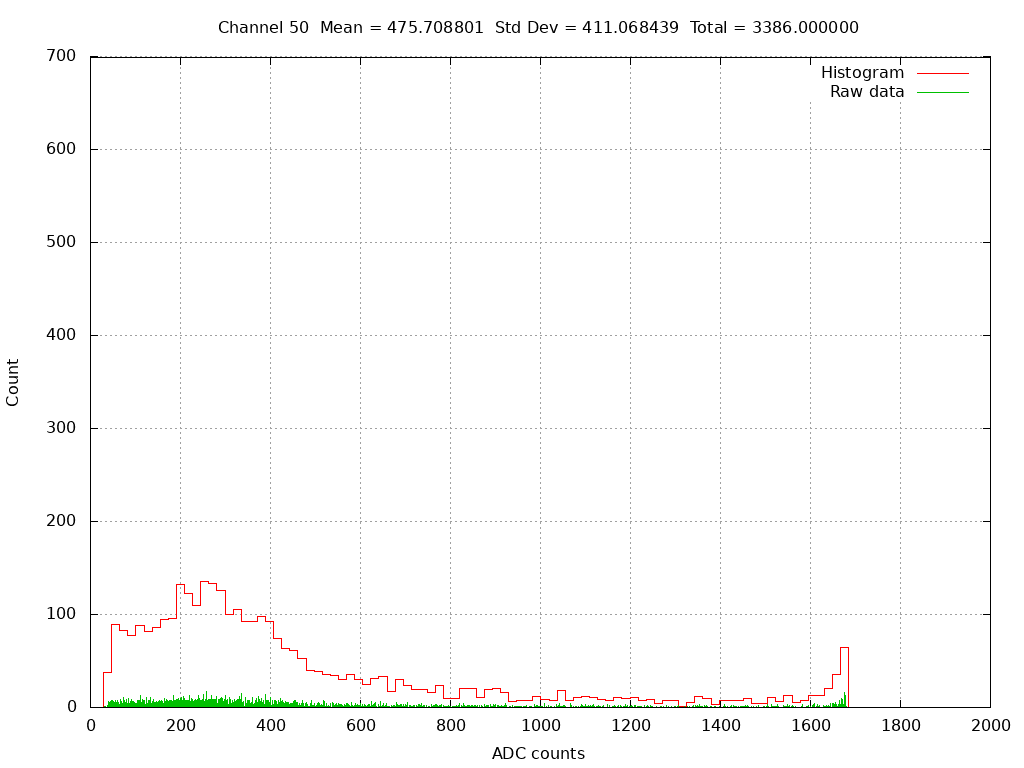 Channel 50  Mean = 475.708801  Std Dev = 411.068439  Total = 3386.000000
Histogram
Raw data
700
600
500
400
300
200
100
0
Count
0 200 400 600 800 1000 1200 1400 1600 1800 2000
ADC counts